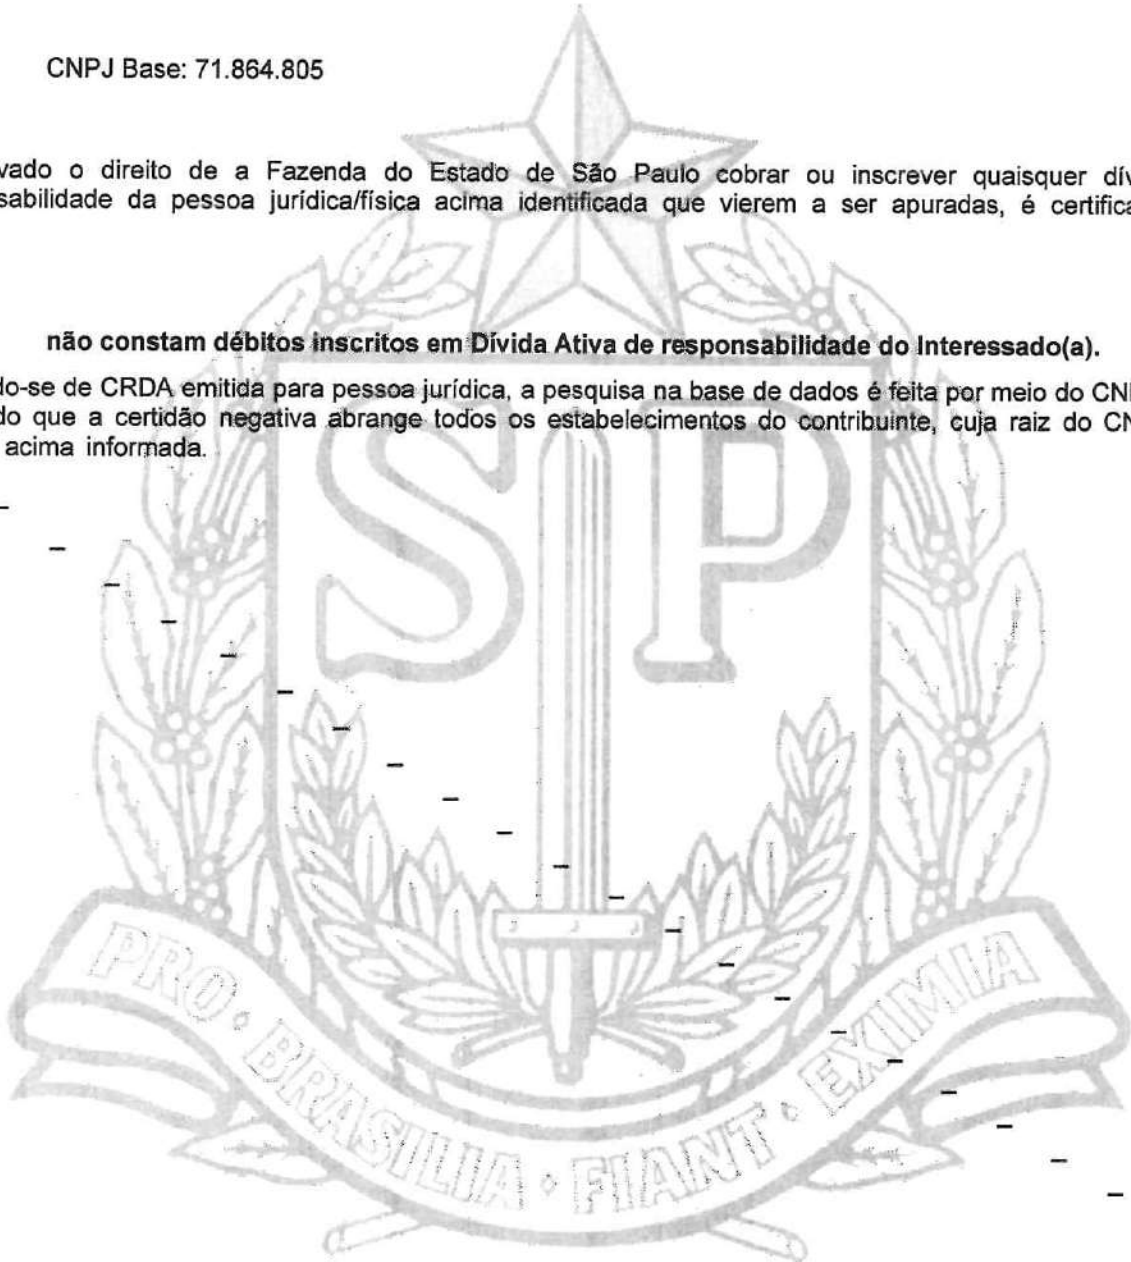 CNPJ Base: 71.864.805
vado o direito de a Fazenda do Estado de São Paulo cobrar ou inscrever quaisquer dív
sabilidade da pessoa jurídica/física acima identificada que vierem a ser apuradas, é certifica
não constam débitos inscritos em Dívida Ativa de responsabilidade do Interessado(a).
do-se de CRDA emitida para pessoa jurídica, a pesquisa na base de dados é feita por meio do CN
do que a certidão negativa abrange todos os estabelecimentos do contribuinte, cuja raiz do CN
acima informada.
SP
PRO • BRASILIA • FIANT • EXIMIA